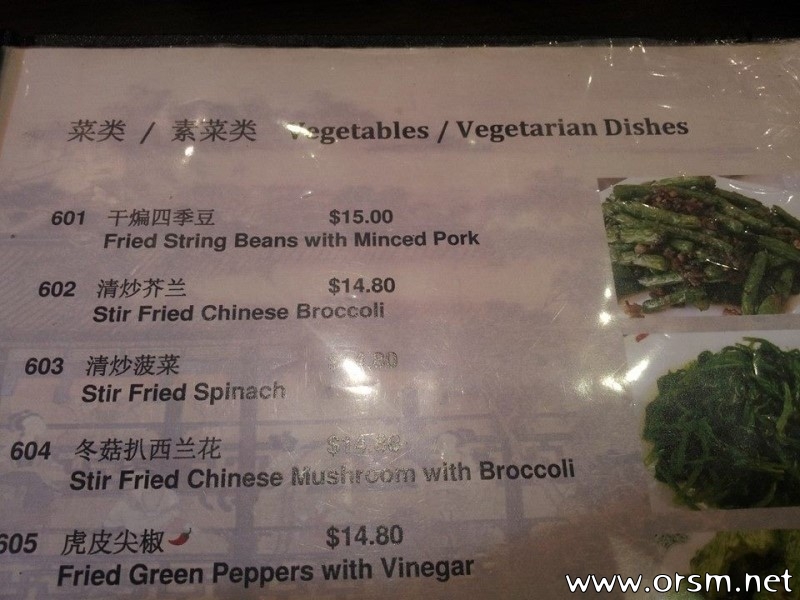 菜类 / 素菜类 Vegetables / Vegetarian Dishes
601 干煸四季豆 $15.00
Fried String Beans with Minced Pork
602 清炒芥兰 $14.80
Stir Fried Chinese Broccoli
603 清炒菠菜
Stir Fried Spinach
604 冬菇扒西兰花
Stir Fried Chinese Mushroom with Broccoli
605 虎皮尖椒 $14.80
Fried Green Peppers with Vinegar
www.orsm.net